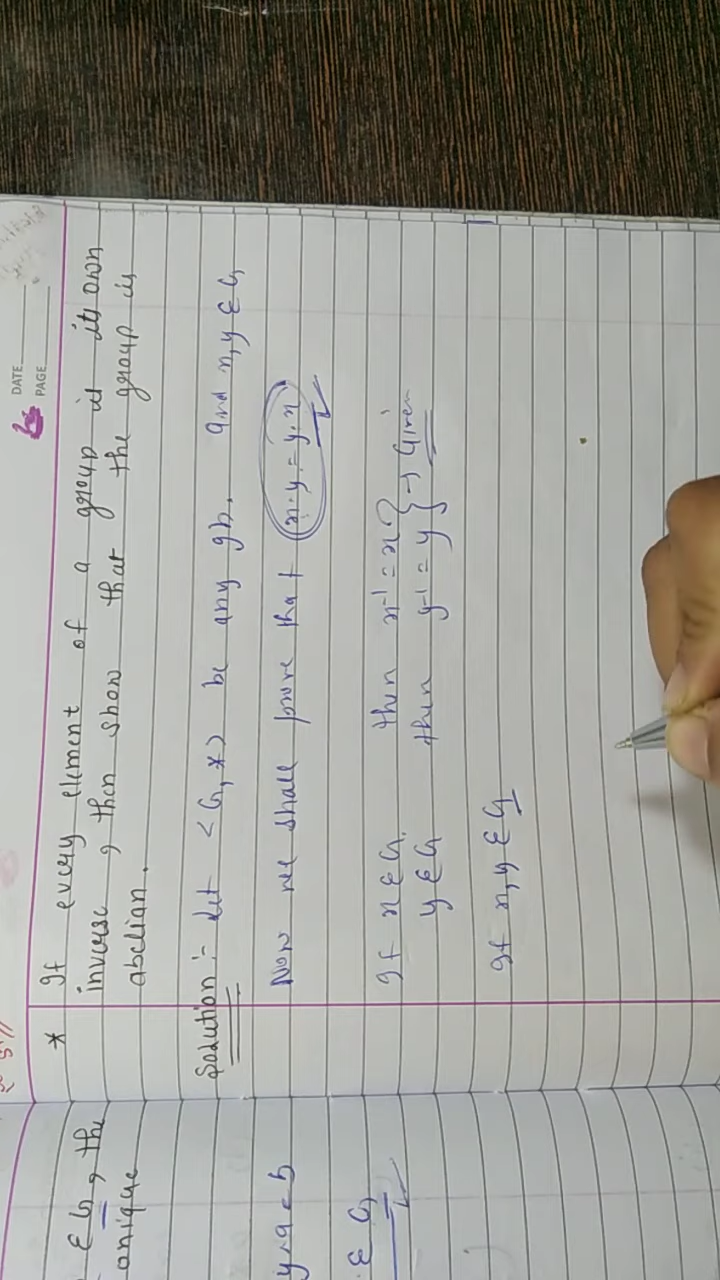 DATE
PAGE
* If every element of a group is its own
inverse, then show that the group is
abelian.
Solution :- Let <G, *> be any gp. and x, y ∈ G
Now we shall prove that x.y = y.x
If x ∈ G. then x⁻¹ = x } → Given
y ∈ G then y⁻¹ = y
If x, y ∈ G
∈ G, the
unique
y.a = b
∈ G